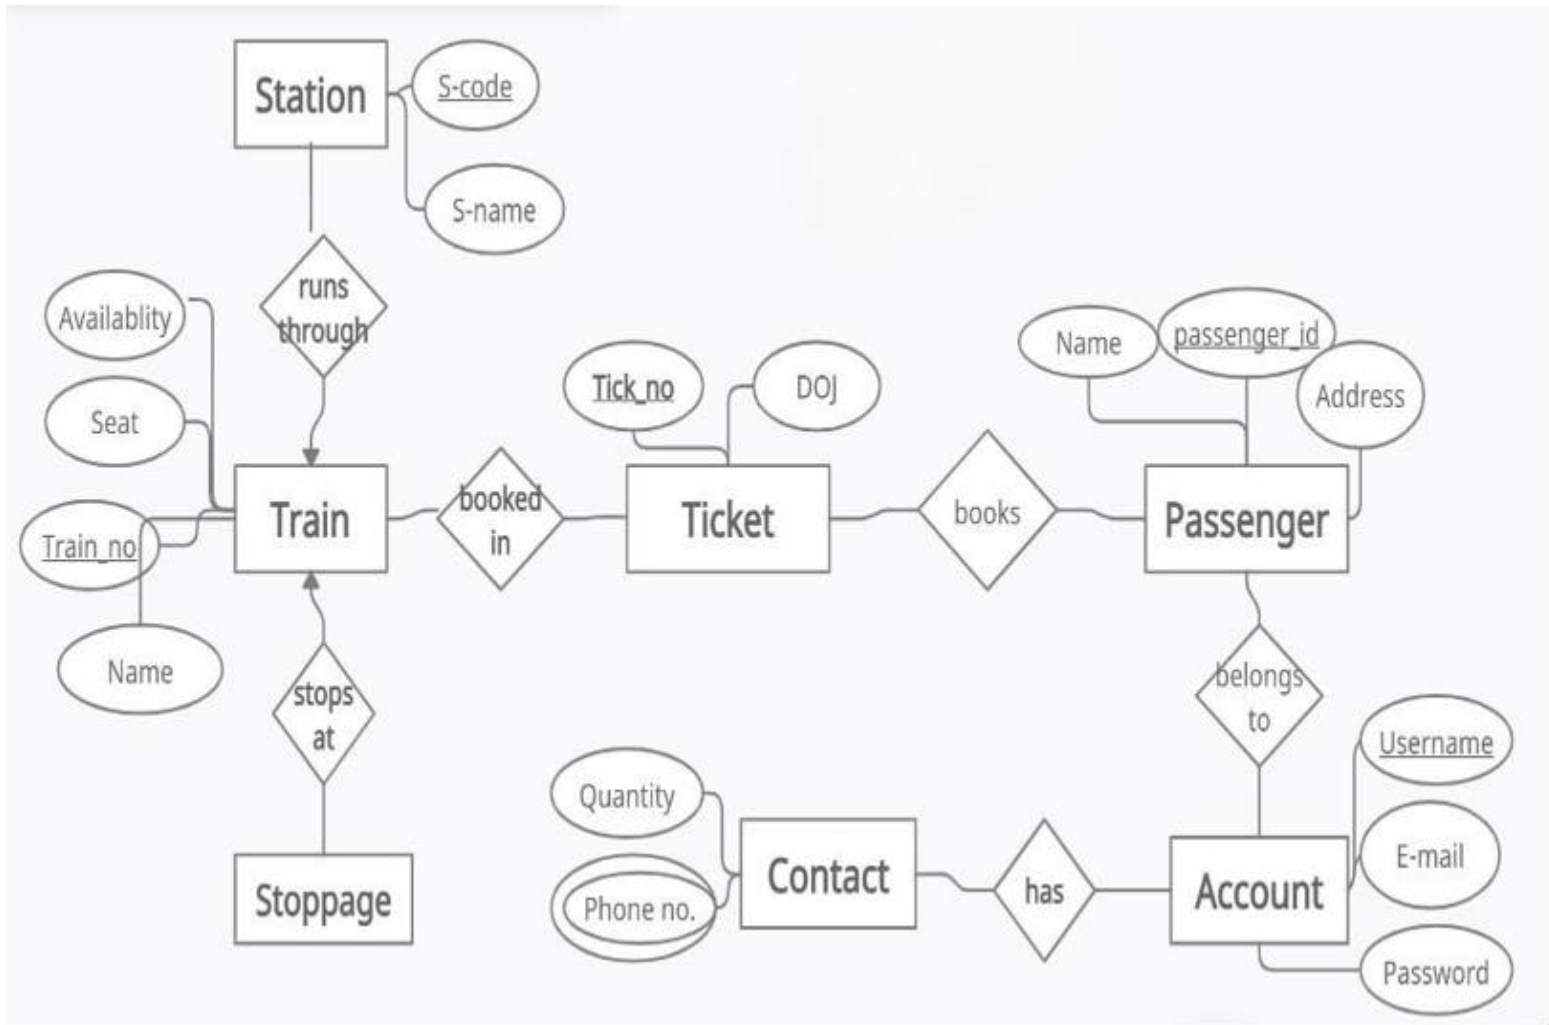 Station
S-code
S-name
runs
through
Availablity
Seat
Train_no
Name
Train
booked
in
Tick_no
DOJ
Ticket
books
Name
passenger_id
Address
Passenger
stops
at
Stoppage
belongs
to
Quantity
Phone no.
Contact
has
Account
Username
E-mail
Password